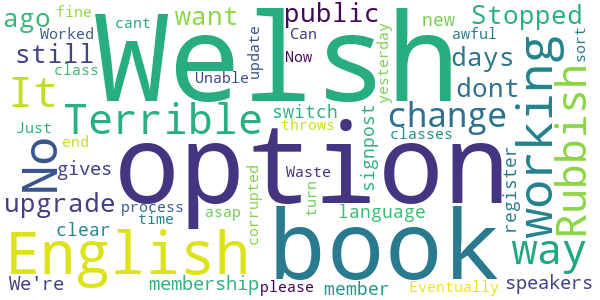 ago fine
Worked
cant
want
public
new
Stopped
still
class
Welsh
Unable
update
Can
Now
yesterday
awful
days
sort
It
Terrible
switch
throws
signpost
change
classes
dont
working
Rubbish
Just
end
No
gives
option
Waste
turn
language
register
upgrade
process
time
asap
corrupted
clear
English
book
way
We're
membership
please
member
Eventually
speakers